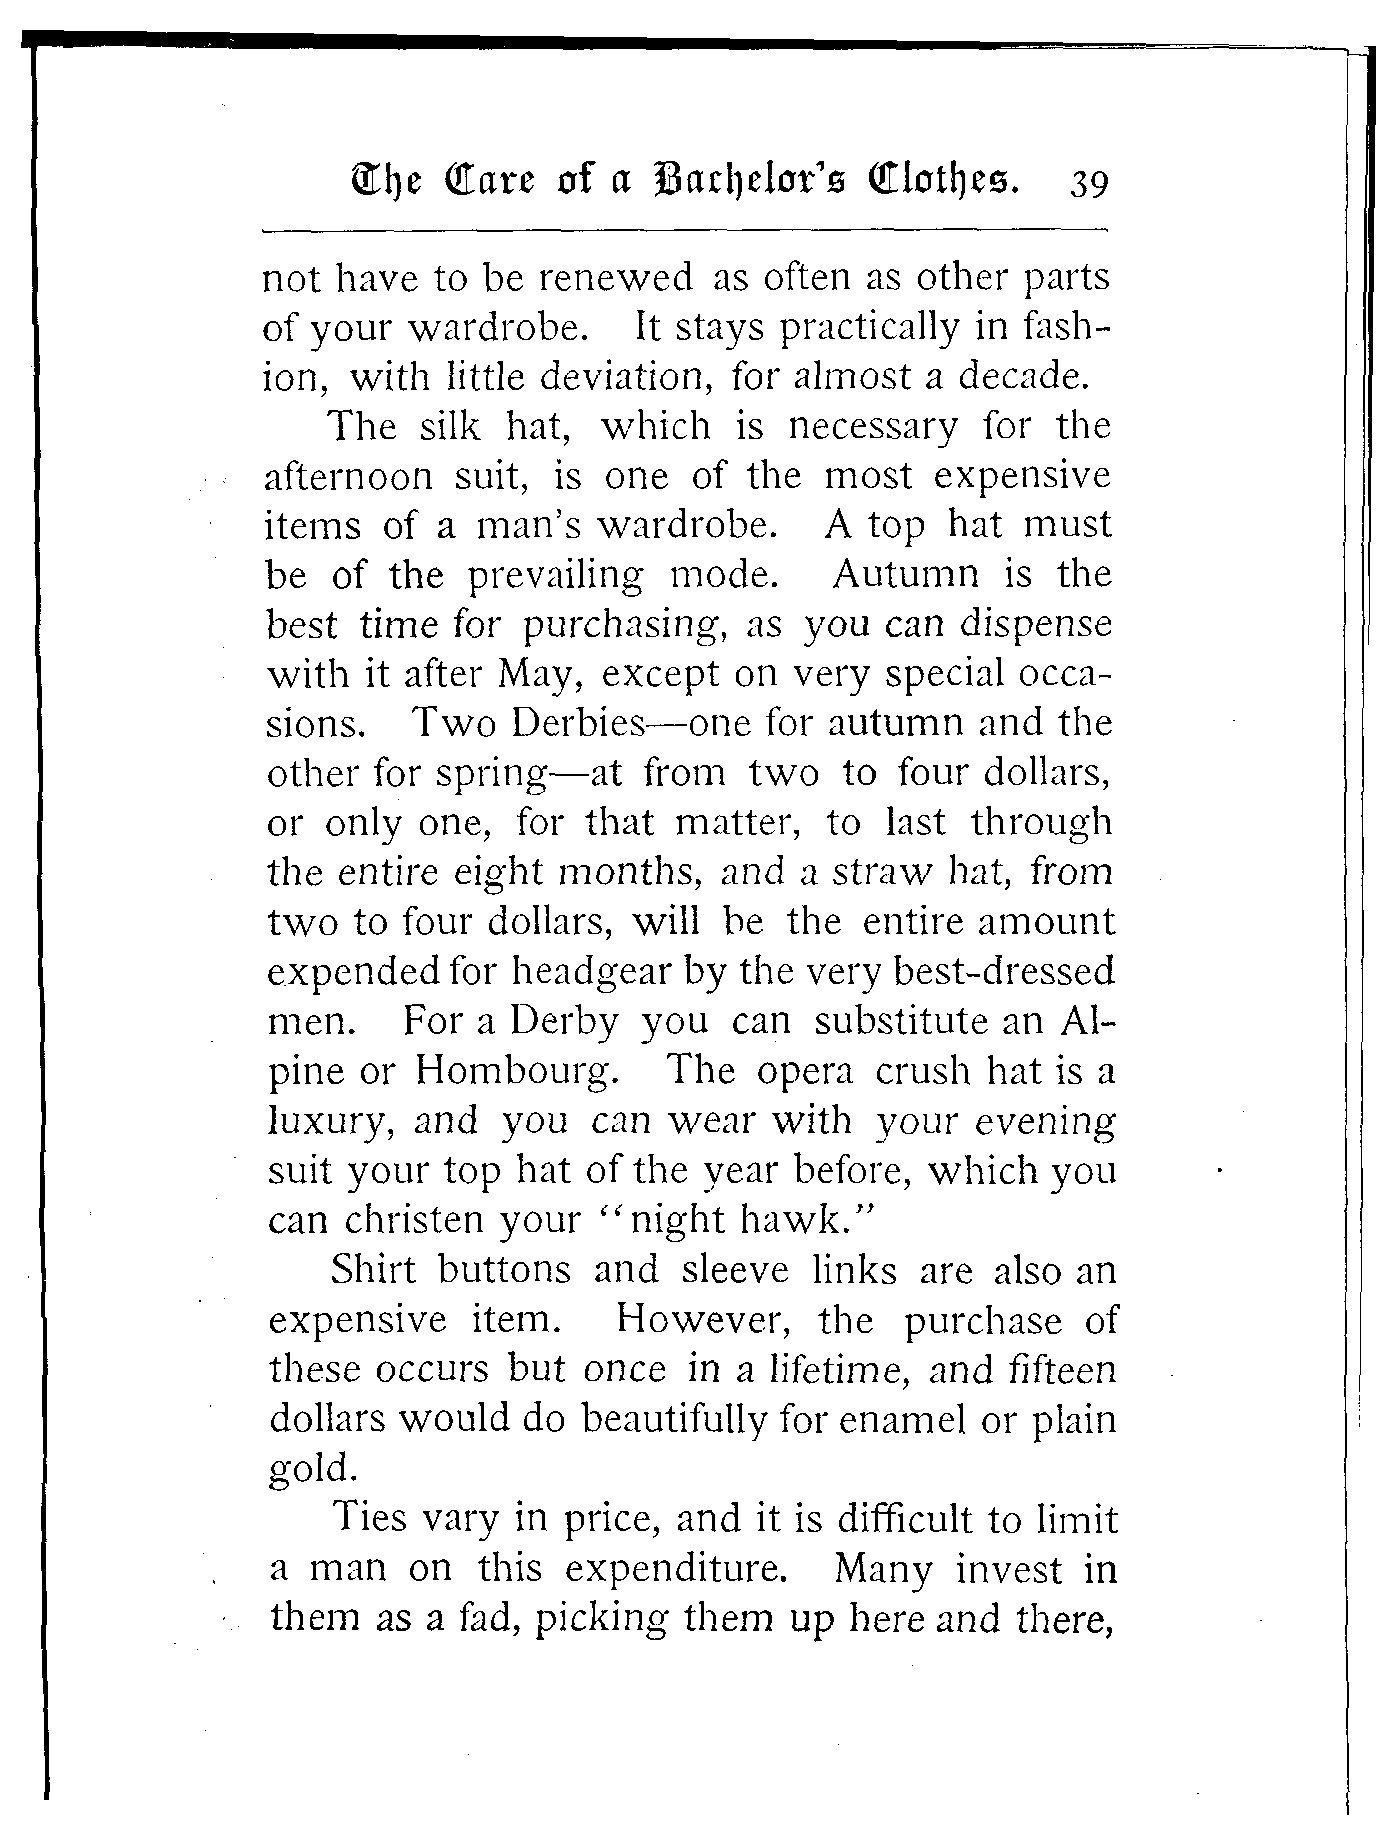 The Care of a Bachelor's Clothes. 39
not have to be renewed as often as other parts
of your wardrobe. It stays practically in fash-
ion, with little deviation, for almost a decade.
The silk hat, which is necessary for the
afternoon suit, is one of the most expensive
items of a man's wardrobe. A top hat must
be of the prevailing mode. Autumn is the
best time for purchasing, as you can dispense
with it after May, except on very special occa-
sions. Two Derbies—one for autumn and the
other for spring—at from two to four dollars,
or only one, for that matter, to last through
the entire eight months, and a straw hat, from
two to four dollars, will be the entire amount
expended for headgear by the very best-dressed
men. For a Derby you can substitute an Al-
pine or Hombourg. The opera crush hat is a
luxury, and you can wear with your evening
suit your top hat of the year before, which you
can christen your “night hawk.”
Shirt buttons and sleeve links are also an
expensive item. However, the purchase of
these occurs but once in a lifetime, and fifteen
dollars would do beautifully for enamel or plain
gold.
Ties vary in price, and it is difficult to limit
a man on this expenditure. Many invest in
them as a fad, picking them up here and there,